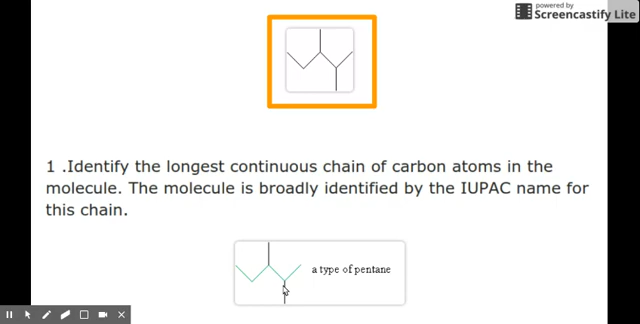 powered by
Screencastify Lite
1 .Identify the longest continuous chain of carbon atoms in the
molecule. The molecule is broadly identified by the IUPAC name for
this chain.
a type of pentane